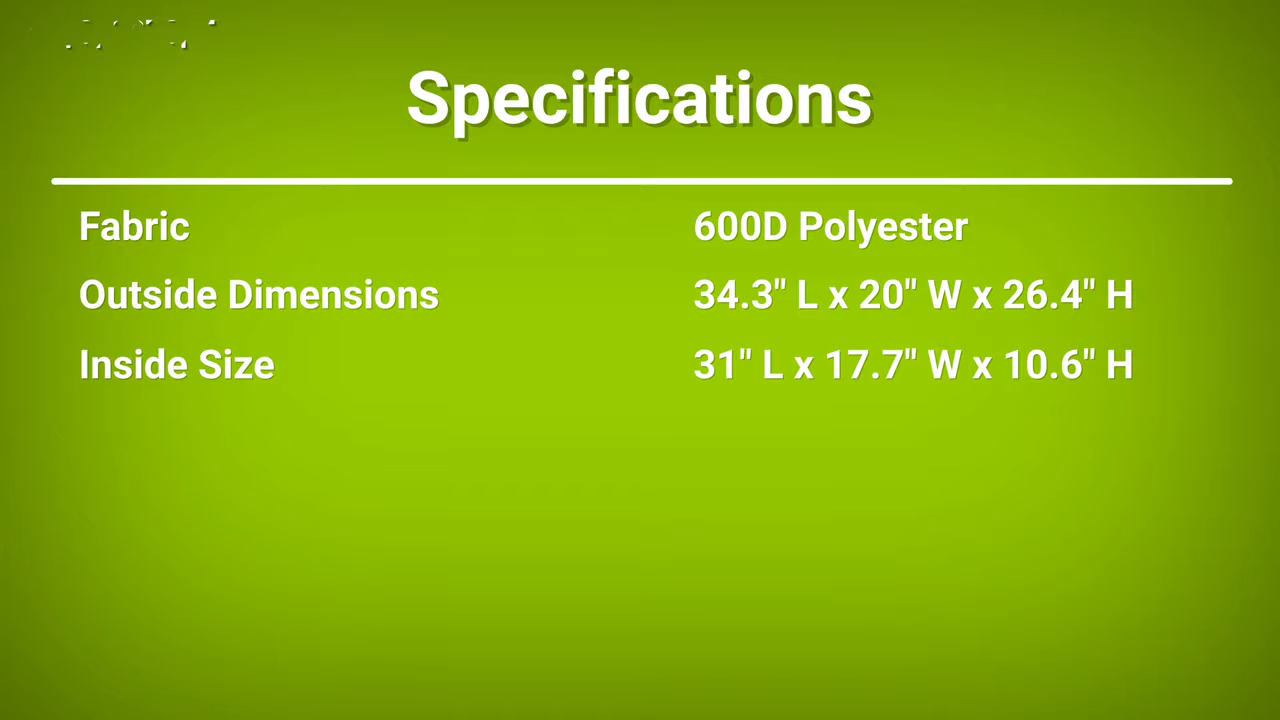 Specifications
Fabric 600D Polyester
Outside Dimensions 34.3" L x 20" W x 26.4" H
Inside Size 31" L x 17.7" W x 10.6" H